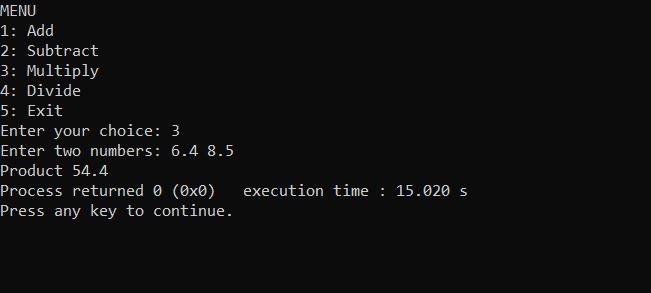 MENU
1: Add
2: Subtract
3: Multiply
4: Divide
5: Exit
Enter your choice: 3
Enter two numbers: 6.4 8.5
Product 54.4
Process returned 0 (0x0)   execution time : 15.020 s
Press any key to continue.